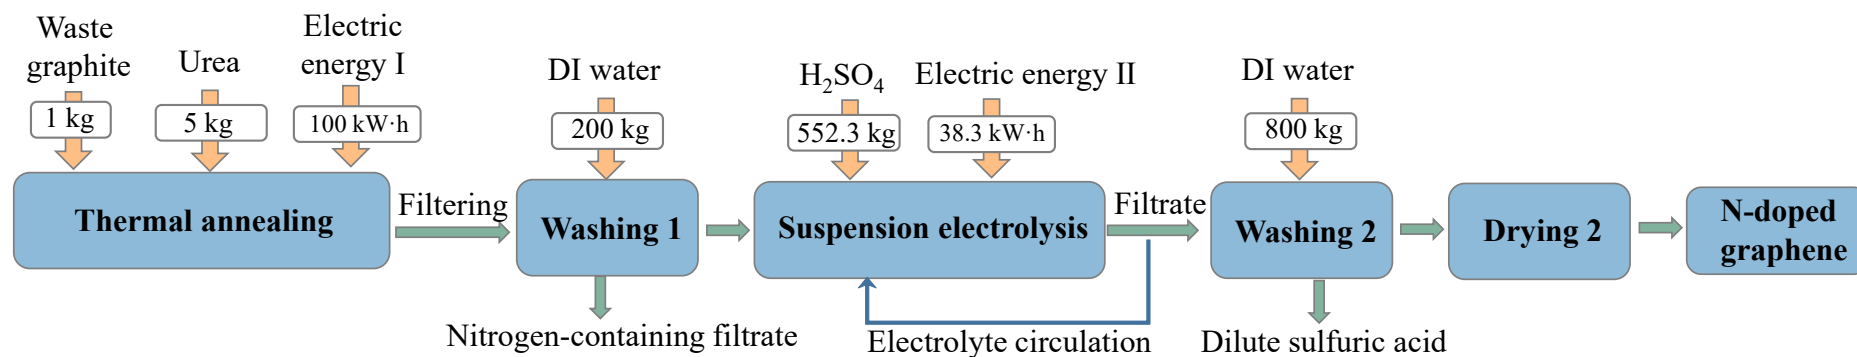 Waste
graphite
1 kg
Urea
5 kg
Electric
energy I
100 kW·h
DI water
200 kg
H₂SO₄
552.3 kg
Electric energy II
38.3 kW·h
DI water
800 kg
Thermal annealing
Filtering
Washing 1
Suspension electrolysis
Filtrate
Washing 2
Drying 2
N-doped
graphene
Nitrogen-containing filtrate
Electrolyte circulation
Dilute sulfuric acid